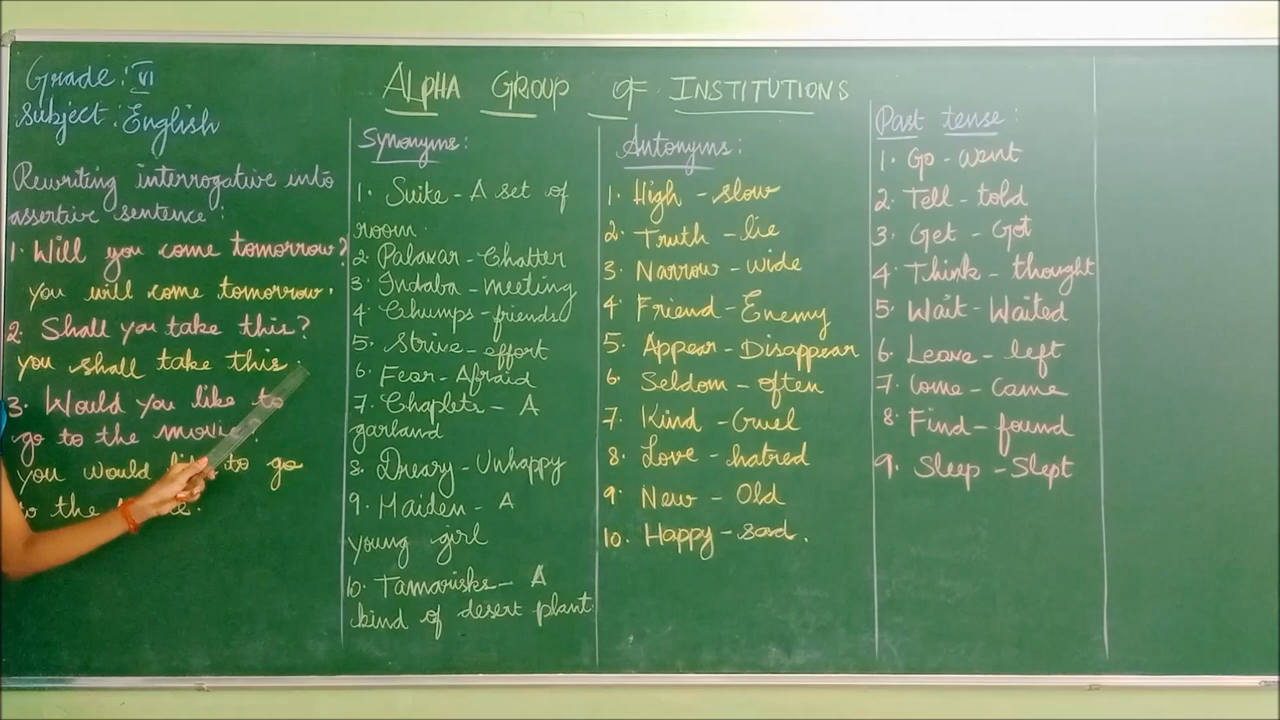 ALPHA GROUP OF INSTITUTIONS
Grade: VI
Subject: English
Rewriting interrogative into
assertive sentence:
1. Will you come tomorrow?
you will come tomorrow.
2. Shall you take this?
you shall take this.
3. Would you like to
go to the movie.
you would like to go
to the
Synonyms:
1. Suite - A set of
room.
2. Palaxar - Chatter
3. Indaba - meeting
4. Chumps - friends
5. Strive - effort
6. Fear - Afraid
7. Chaplets - A
garland
8. Dreary - Unhappy
9. Maiden - A
young girl
10. Tamarisks - A
kind of desert plant.
Antonyms:
1. High - slow
2. Truth - lie
3. Narrow - wide
4. Friend - Enemy
5. Appear - Disappear
6. Seldom - often
7. Kind - Cruel
8. Love - hatred
9. New - Old
10. Happy - sad.
Past tense:
1. Go - went
2. Tell - told
3. Get - Got
4. Think - thought
5. Wait - Waited
6. Leave - left
7. Come - Came
8. Find - found
9. Sleep - Slept